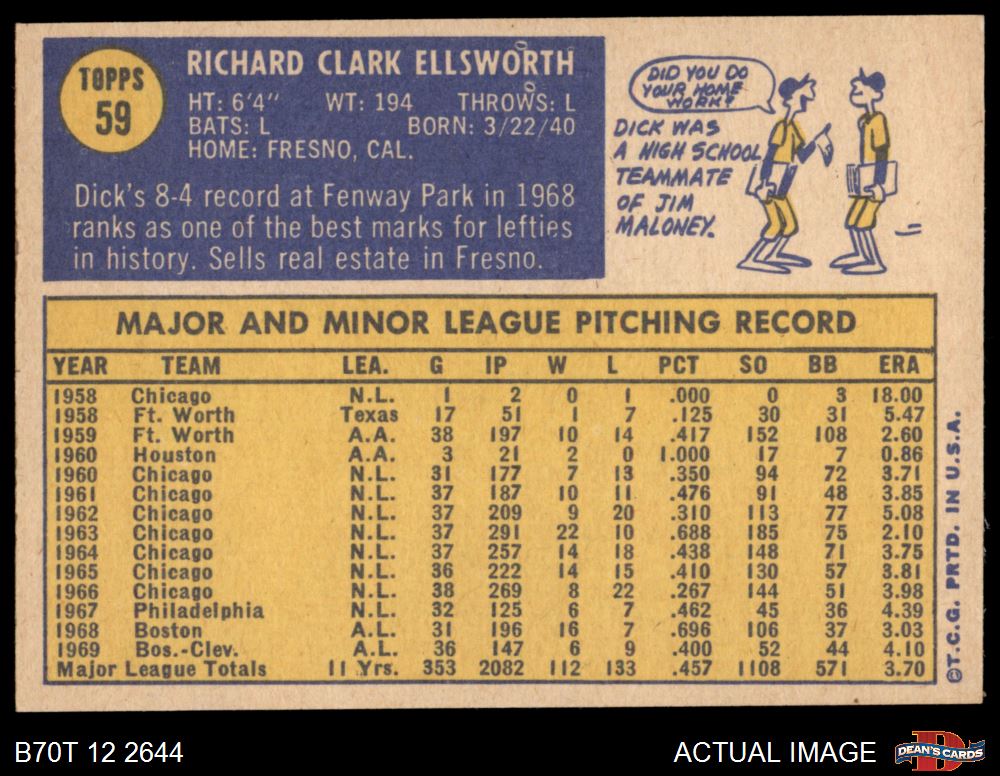 TOPPS
59
RICHARD CLARK ELLSWORTH
HT: 6'4" WT: 194 THROWS: L
BATS: L BORN: 3/22/40
HOME: FRESNO, CAL.
Dick's 8-4 record at Fenway Park in 1968
ranks as one of the best marks for lefties
in history. Sells real estate in Fresno.
DID YOU DO
YOUR HOME
WORK?
DICK WAS
A HIGH SCHOOL
TEAMMATE
OF JIM
MALONEY.
MAJOR AND MINOR LEAGUE PITCHING RECORD
YEAR TEAM LEA. G IP W L PCT SO BB ERA
1958 Chicago N.L. 1 2 0 1 .000 0 3 18.00
1958 Ft. Worth Texas 17 51 1 7 .125 30 31 5.47
1959 Ft. Worth A.A. 38 197 10 14 .417 152 108 2.60
1960 Houston A.A. 3 21 2 0 1.000 17 7 0.86
1960 Chicago N.L. 31 177 7 13 .350 94 72 3.71
1961 Chicago N.L. 37 187 10 11 .476 91 48 3.85
1962 Chicago N.L. 37 209 9 20 .310 113 77 5.08
1963 Chicago N.L. 37 291 22 10 .688 185 75 2.10
1964 Chicago N.L. 37 257 14 18 .438 148 71 3.75
1965 Chicago N.L. 36 222 14 15 .410 130 57 3.81
1966 Chicago N.L. 38 269 8 22 .267 144 51 3.98
1967 Philadelphia N.L. 32 125 6 7 .462 45 36 4.39
1968 Boston A.L. 31 196 16 7 .696 106 37 3.03
1969 Bos.-Clev. A.L. 36 147 6 9 .400 52 44 4.10
Major League Totals 11 Yrs. 353 2082 112 133 .457 1108 571 3.70
©T.C.G. PRTD. IN U.S.A.
B70T 12 2644
ACTUAL IMAGE
DEAN'S CARDS